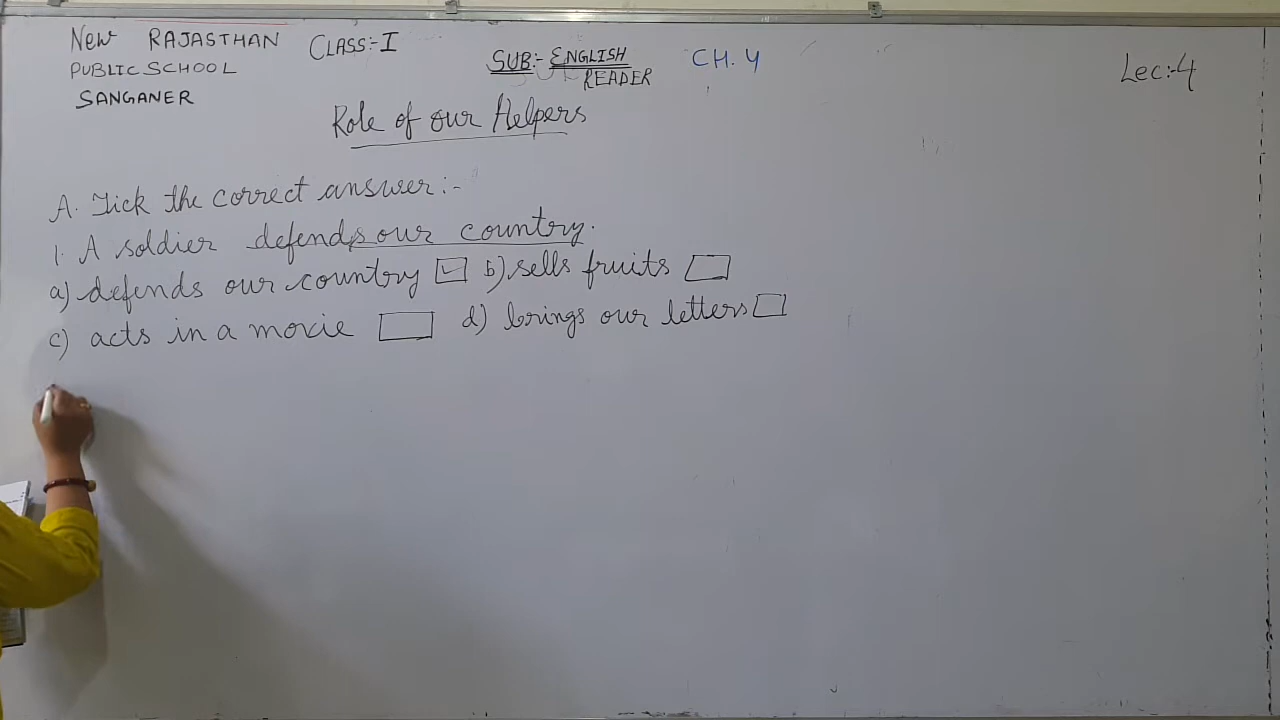 New RAJASTHAN CLASS:-I SUB:- ENGLISH CH. 4 Lec:-4
PUBLIC SCHOOL READER
SANGANER
Role of our Helpers
A. Tick the correct answer:-
1. A soldier defends our country.
a) defends our country ✓ b) sells fruits
c) acts in a movie d) brings our letters